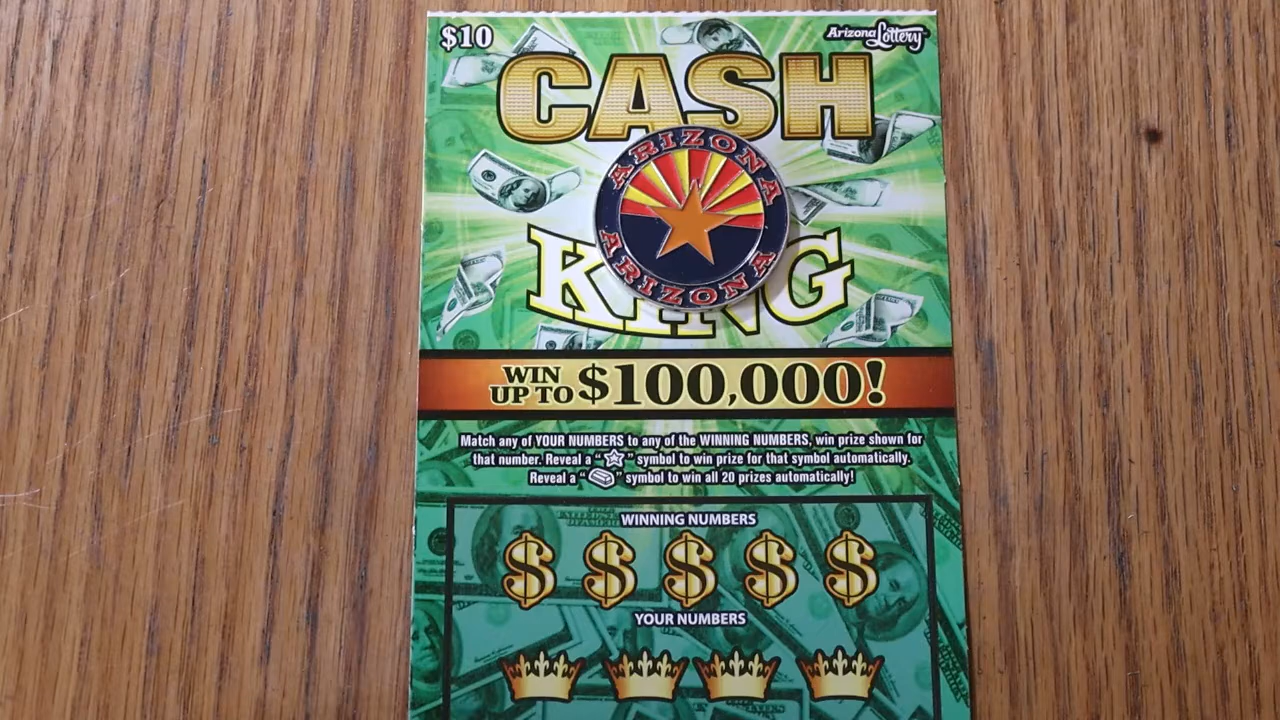 $10
Arizona Lottery
CASH
ARIZONA
ARIZONA
KING
WIN
UP TO $100,000!
Match any of YOUR NUMBERS to any of the WINNING NUMBERS, win prize shown for
that number. Reveal a " " symbol to win prize for that symbol automatically.
Reveal a " " symbol to win all 20 prizes automatically!
WINNING NUMBERS
$ $ $ $ $
YOUR NUMBERS